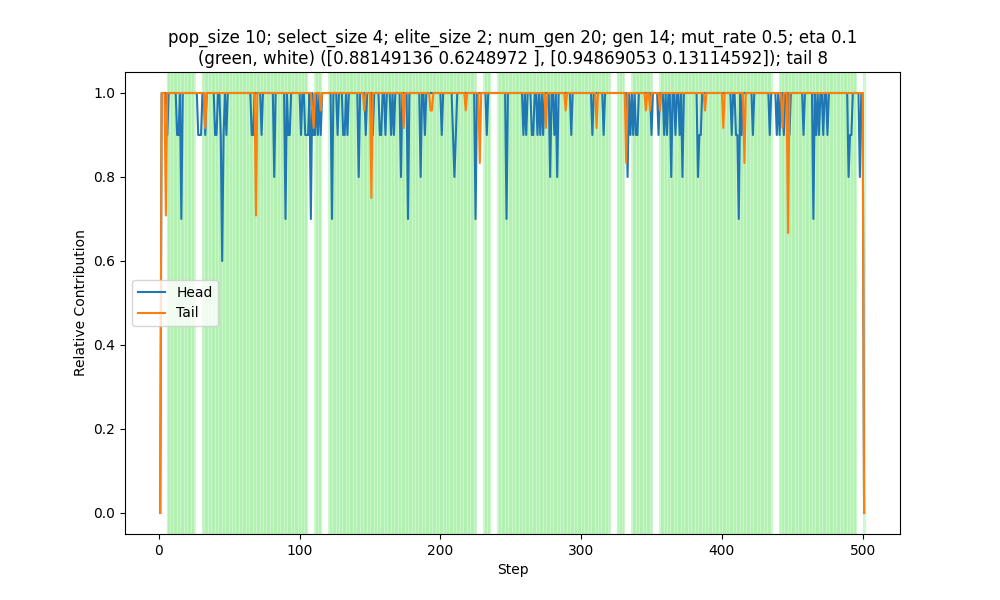 pop_size 10; select_size 4; elite_size 2; num_gen 20; gen 14; mut_rate 0.5; eta 0.1
(green, white) ([0.88149136 0.6248972 ], [0.94869053 0.13114592]); tail 8
1.0
0.8
0.6
0.4
0.2
0.0
Relative Contribution
Head
Tail
0 100 200 300 400 500
Step